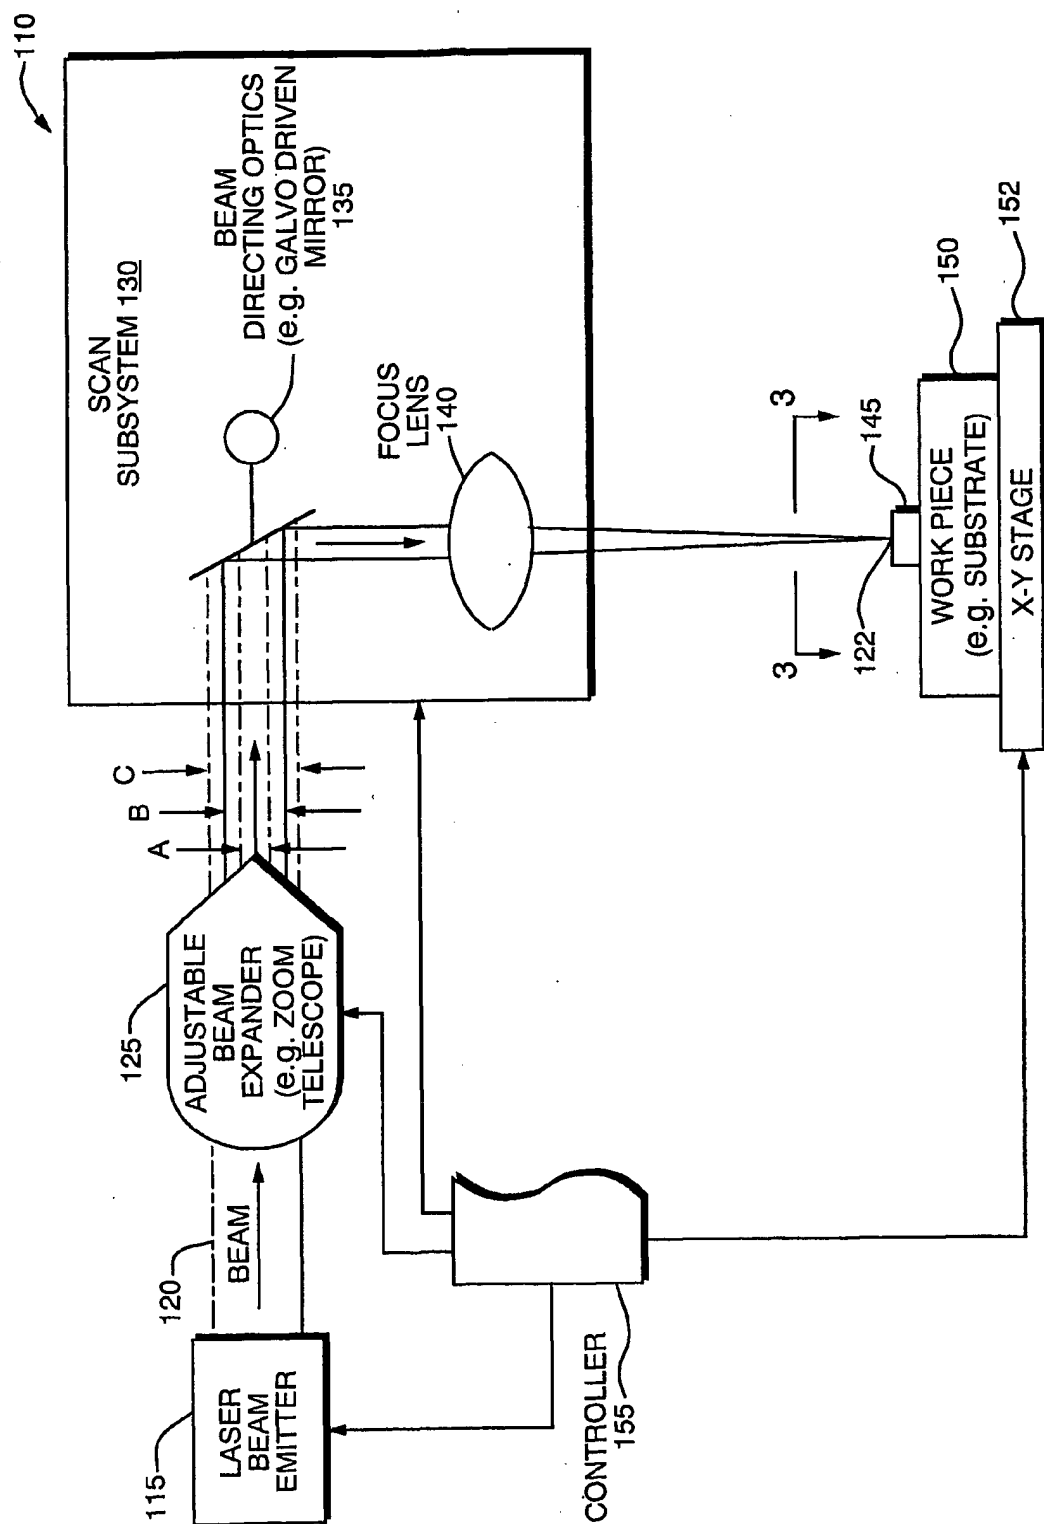 110
SCAN
SUBSYSTEM 130
BEAM
DIRECTING OPTICS
(e.g. GALVO DRIVEN
MIRROR)
135
FOCUS
LENS
140
C
B
A
125
ADJUSTABLE
BEAM
EXPANDER
(e.g. ZOOM
TELESCOPE)
120
BEAM
115
LASER
BEAM
EMITTER
CONTROLLER
155
3
3
122
145
150
WORK PIECE
(e.g. SUBSTRATE)
152
X-Y STAGE